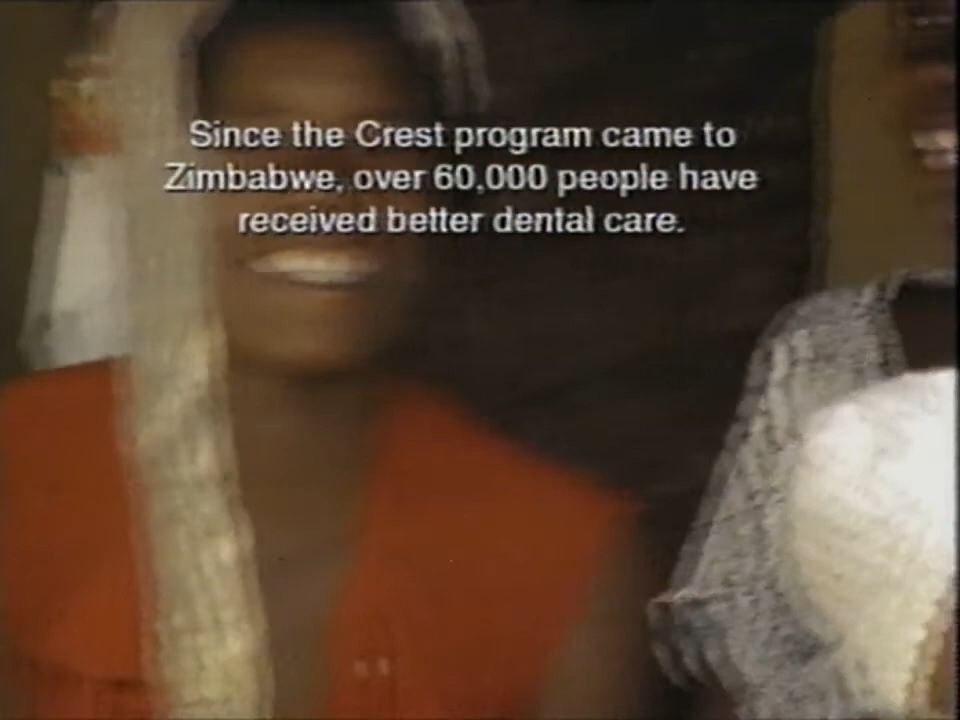 Since the Crest program came to
Zimbabwe, over 60,000 people have
received better dental care.